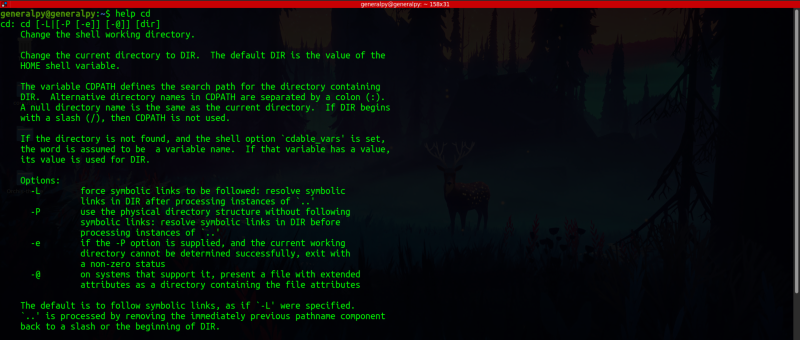 generalpy@generalpy: ~ 158x31
generalpy@generalpy:~$ help cd
cd: cd [-L|[-P [-e]] [-@]] [dir]
    Change the shell working directory.

    Change the current directory to DIR.  The default DIR is the value of the
    HOME shell variable.

    The variable CDPATH defines the search path for the directory containing
    DIR.  Alternative directory names in CDPATH are separated by a colon (:).
    A null directory name is the same as the current directory.  If DIR begins
    with a slash (/), then CDPATH is not used.

    If the directory is not found, and the shell option `cdable_vars' is set,
    the word is assumed to be  a variable name.  If that variable has a value,
    its value is used for DIR.

    Options:
      -L        force symbolic links to be followed: resolve symbolic
                links in DIR after processing instances of `..'
      -P        use the physical directory structure without following
                symbolic links: resolve symbolic links in DIR before
                processing instances of `..'
      -e        if the -P option is supplied, and the current working
                directory cannot be determined successfully, exit with
                a non-zero status
      -@        on systems that support it, present a file with extended
                attributes as a directory containing the file attributes

    The default is to follow symbolic links, as if `-L' were specified.
    `..' is processed by removing the immediately previous pathname component
    back to a slash or the beginning of DIR.